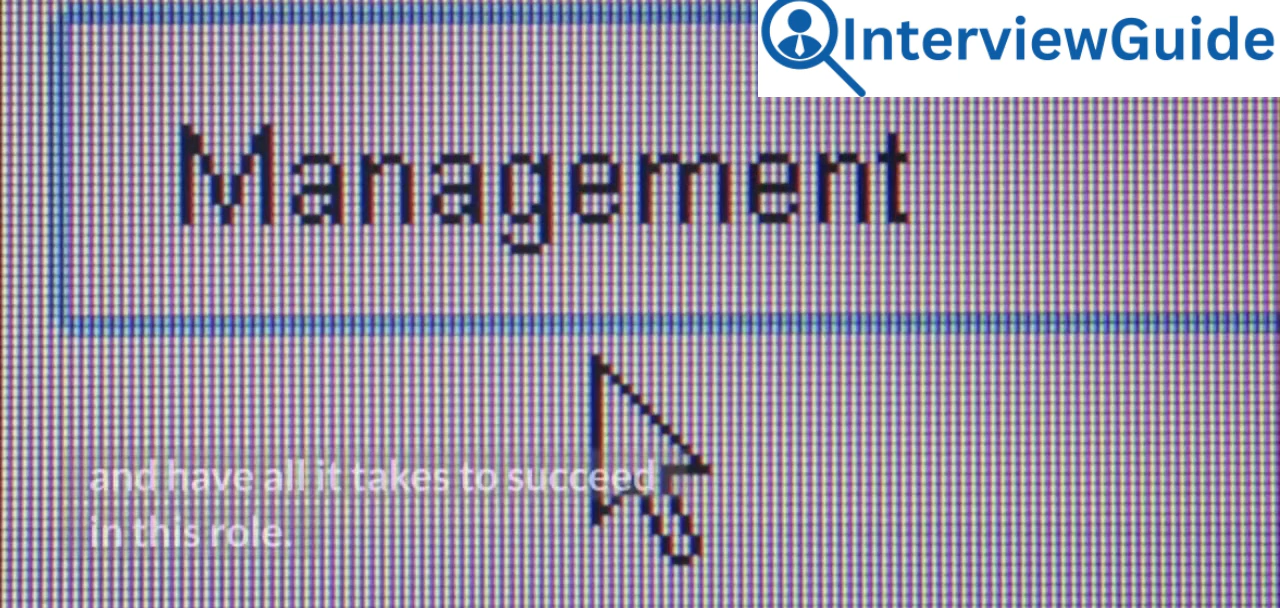 InterviewGuide
Management
and have all it takes to succeed
in this role.